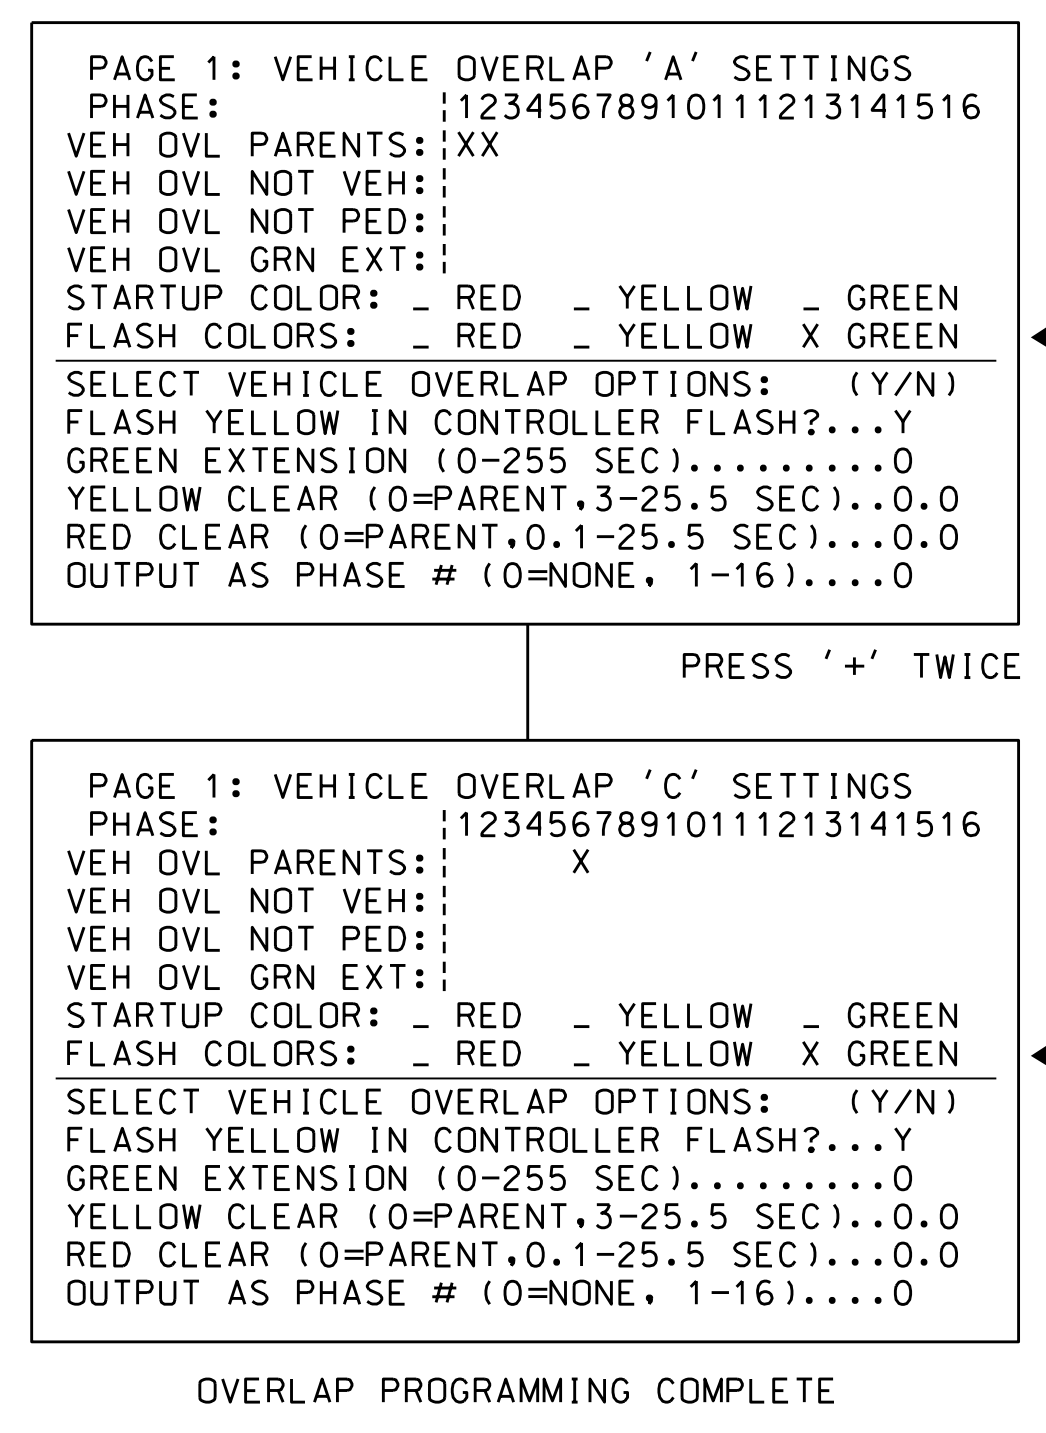 PAGE 1: VEHICLE OVERLAP 'A' SETTINGS
PHASE: ¦12345678910111213141516
VEH OVL PARENTS:¦XX
VEH OVL NOT VEH:¦
VEH OVL NOT PED:¦
VEH OVL GRN EXT:¦
STARTUP COLOR: _ RED _ YELLOW _ GREEN
FLASH COLORS: _ RED _ YELLOW X GREEN
SELECT VEHICLE OVERLAP OPTIONS: (Y/N)
FLASH YELLOW IN CONTROLLER FLASH?...Y
GREEN EXTENSION (0-255 SEC).........0
YELLOW CLEAR (0=PARENT,3-25.5 SEC)..0.0
RED CLEAR (0=PARENT,0.1-25.5 SEC)...0.0
OUTPUT AS PHASE # (0=NONE, 1-16)....0
PRESS '+' TWICE
PAGE 1: VEHICLE OVERLAP 'C' SETTINGS
PHASE: ¦12345678910111213141516
VEH OVL PARENTS:¦ X
VEH OVL NOT VEH:¦
VEH OVL NOT PED:¦
VEH OVL GRN EXT:¦
STARTUP COLOR: _ RED _ YELLOW _ GREEN
FLASH COLORS: _ RED _ YELLOW X GREEN
SELECT VEHICLE OVERLAP OPTIONS: (Y/N)
FLASH YELLOW IN CONTROLLER FLASH?...Y
GREEN EXTENSION (0-255 SEC).........0
YELLOW CLEAR (0=PARENT,3-25.5 SEC)..0.0
RED CLEAR (0=PARENT,0.1-25.5 SEC)...0.0
OUTPUT AS PHASE # (0=NONE, 1-16)....0
OVERLAP PROGRAMMING COMPLETE